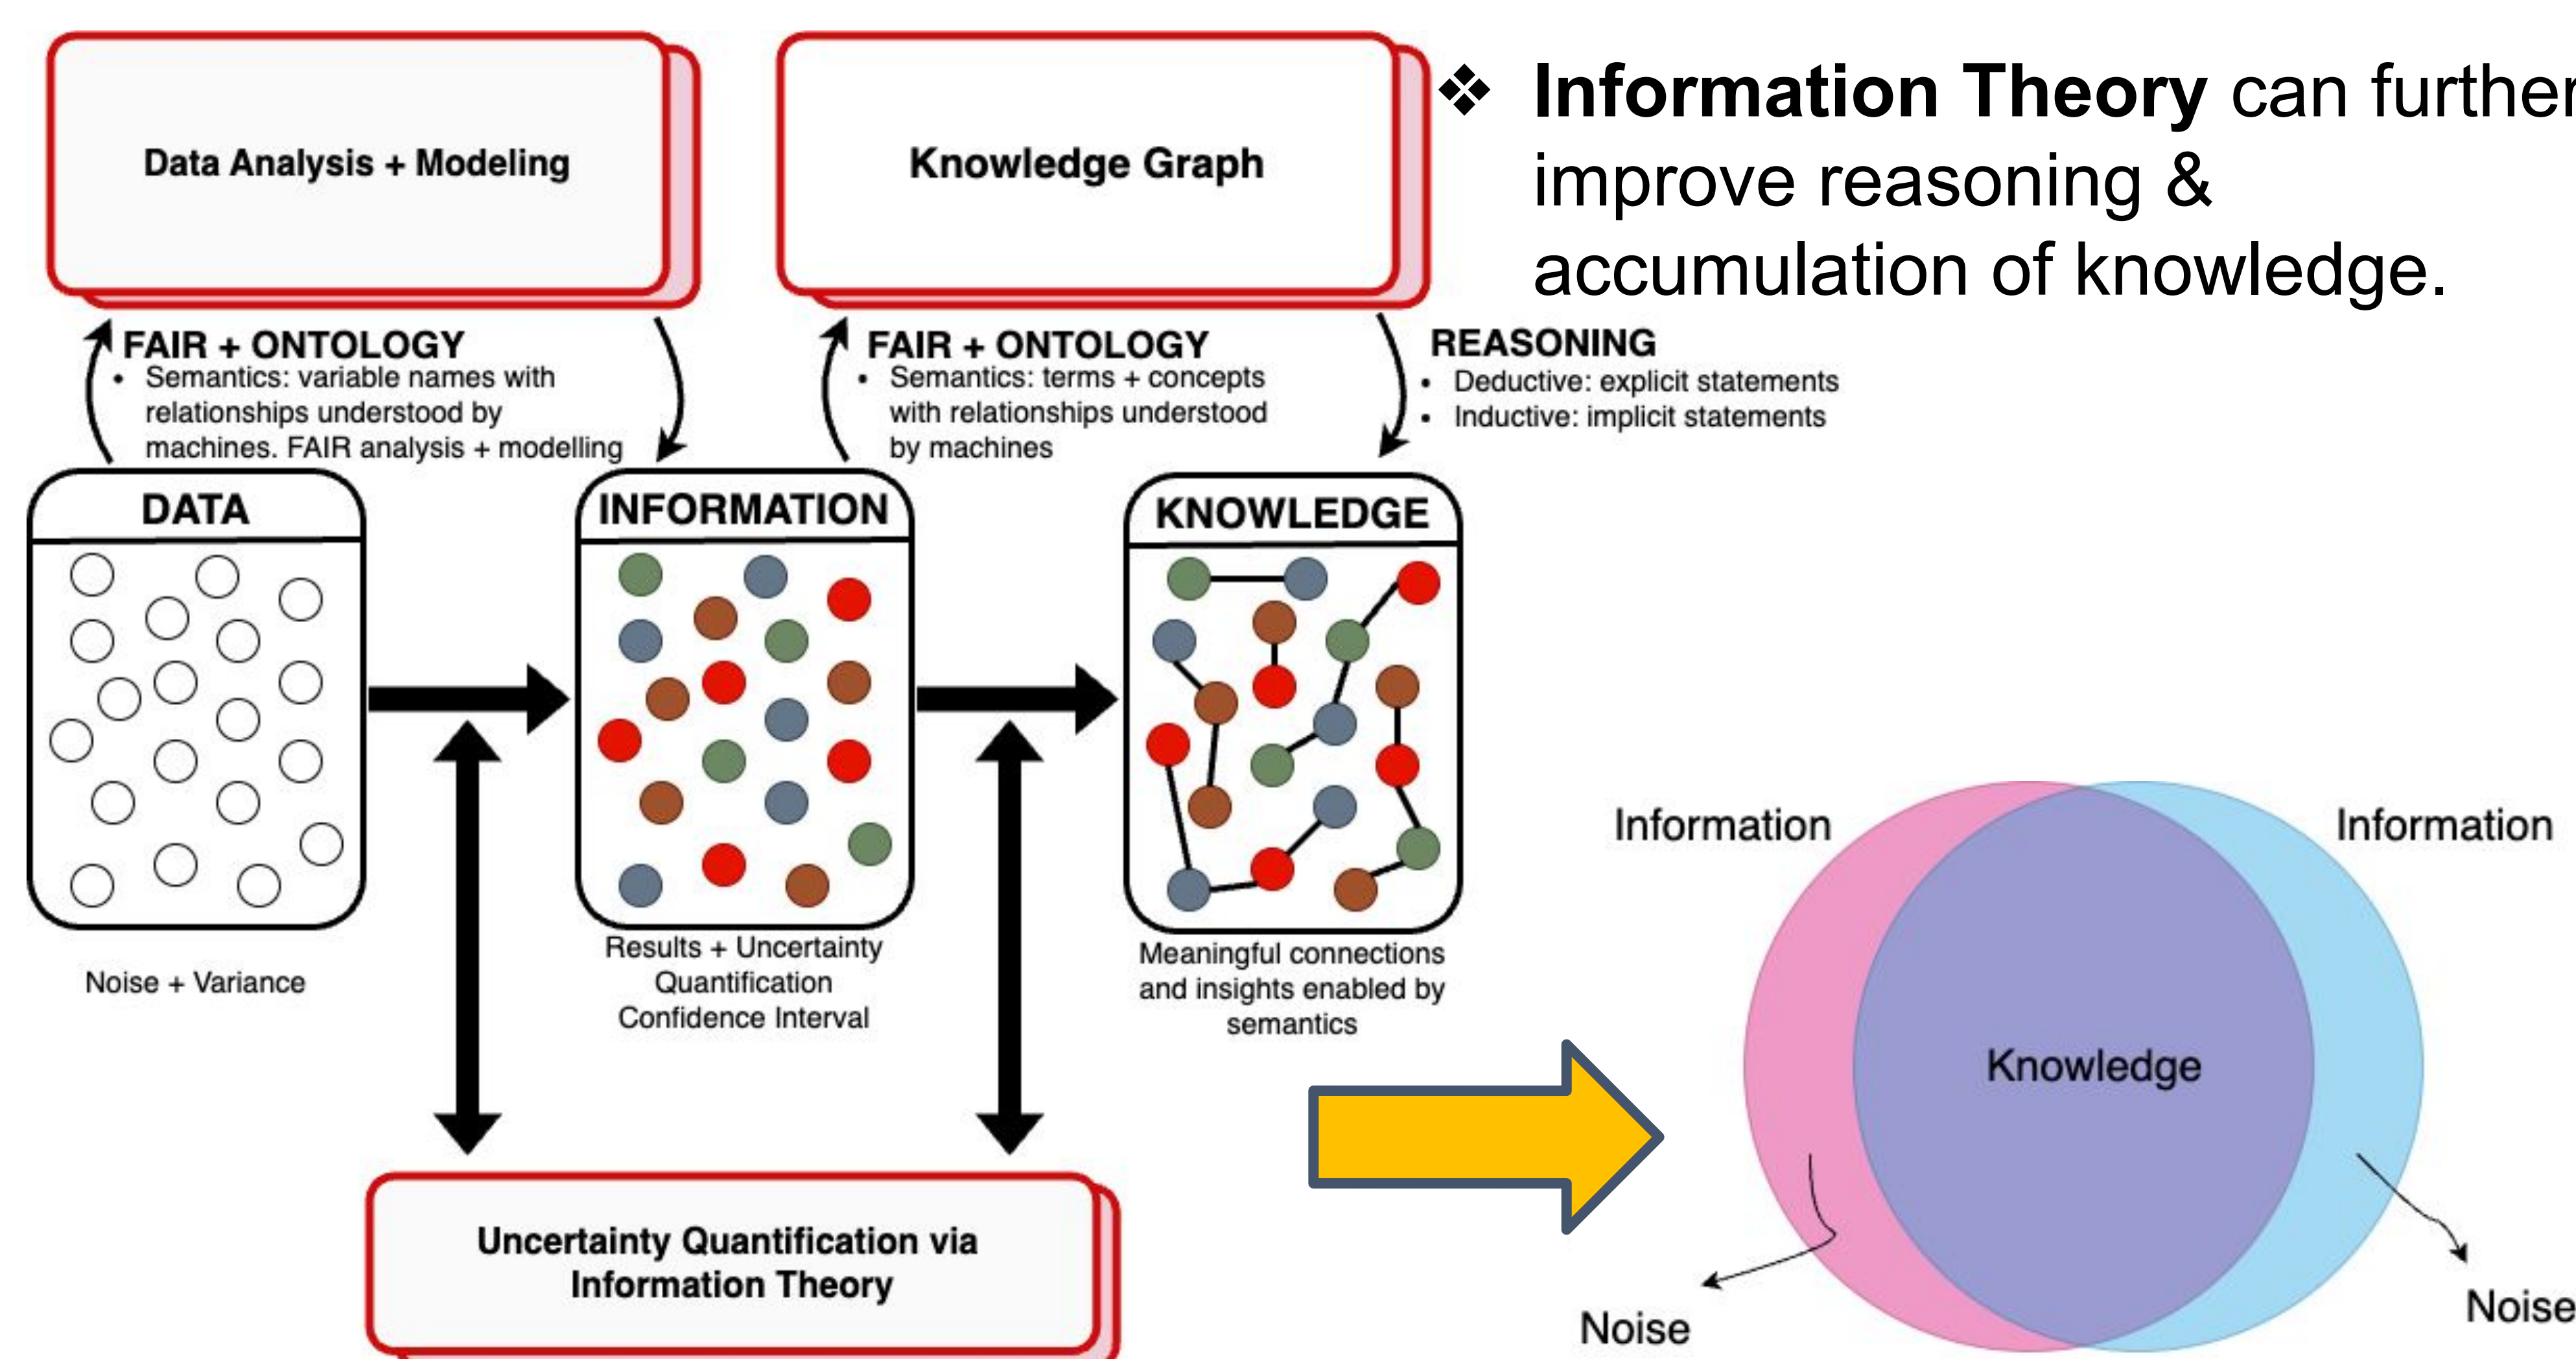 Data Analysis + Modeling
Knowledge Graph
❖ Information Theory can further
improve reasoning &
accumulation of knowledge.
FAIR + ONTOLOGY
• Semantics: variable names with
relationships understood by
machines. FAIR analysis + modelling
FAIR + ONTOLOGY
• Semantics: terms + concepts
with relationships understood
by machines
REASONING
• Deductive: explicit statements
• Inductive: implicit statements
DATA
INFORMATION
KNOWLEDGE
Noise + Variance
Results + Uncertainty
Quantification
Confidence Interval
Meaningful connections
and insights enabled by
semantics
Uncertainty Quantification via
Information Theory
Information
Information
Knowledge
Noise
Noise